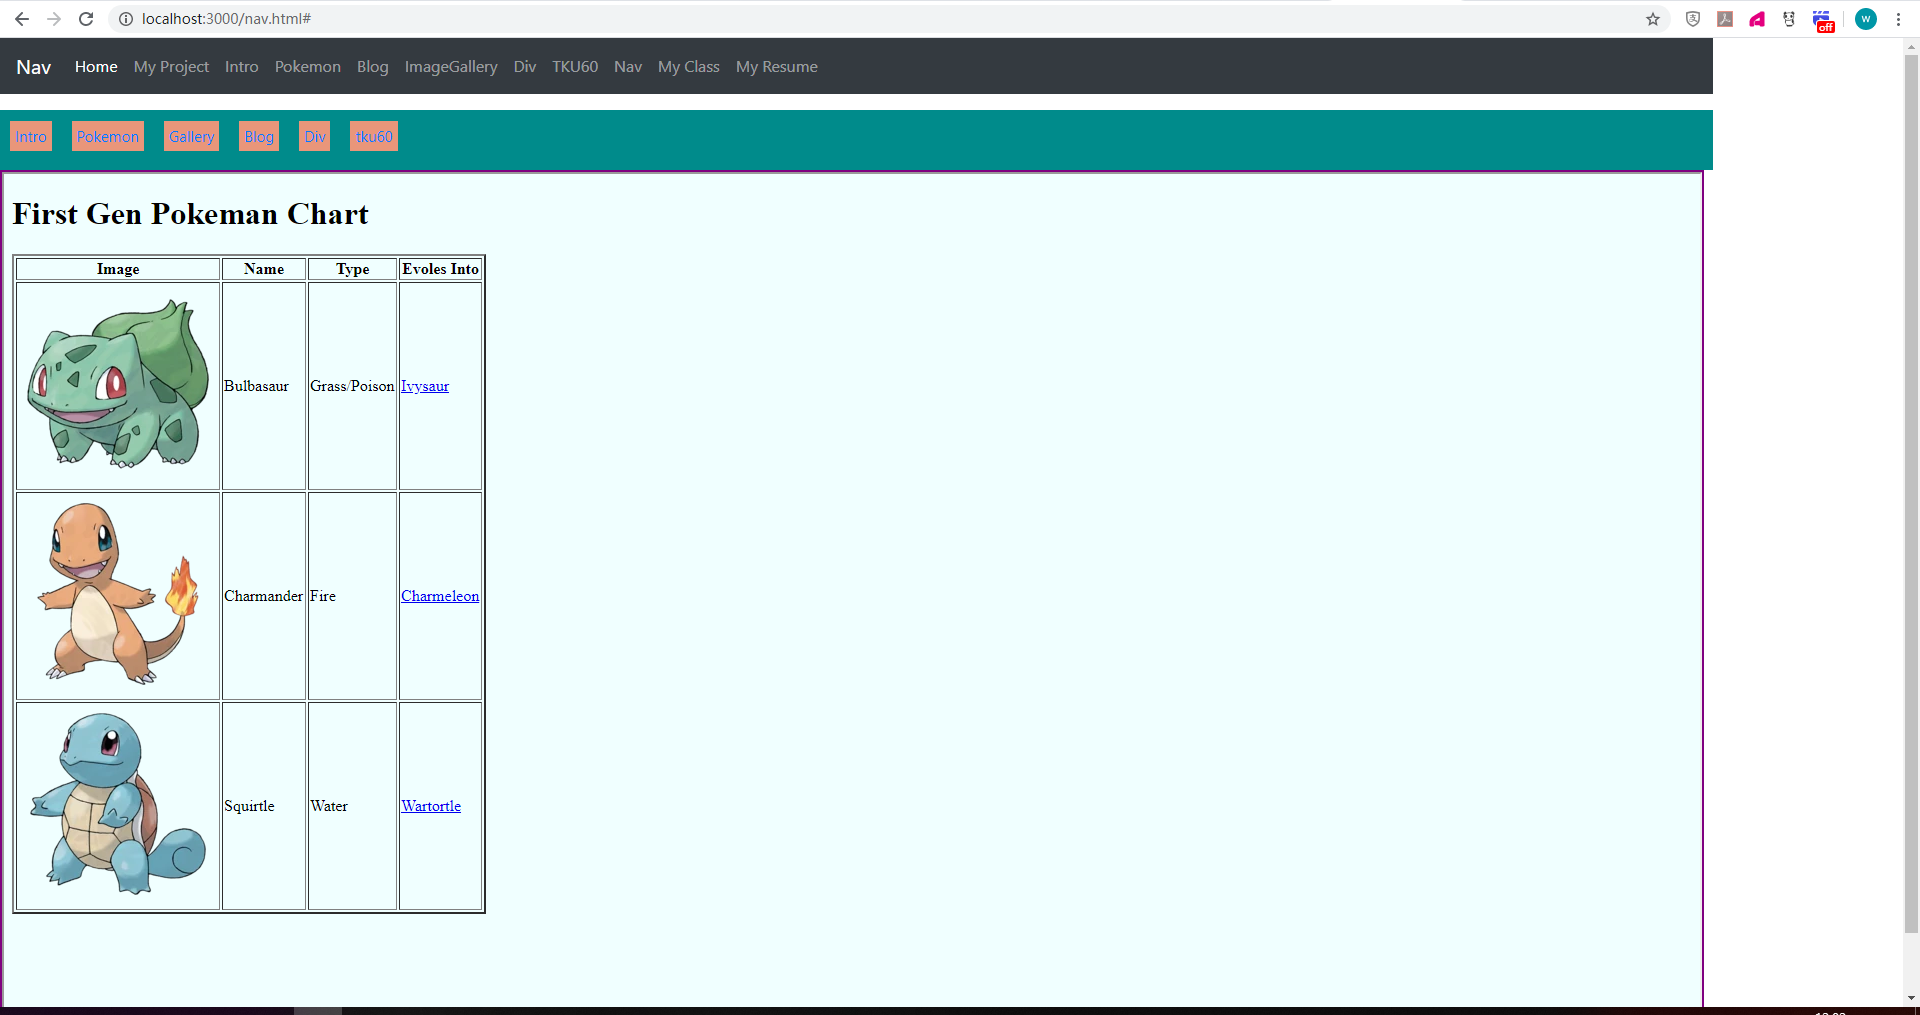 localhost:3000/nav.html#
off
W
Nav Home My Project Intro Pokemon Blog ImageGallery Div TKU60 Nav My Class My Resume
Intro Pokemon Gallery Blog Div tku60
First Gen Pokeman Chart
Image Name Type Evoles Into
Bulbasaur Grass/Poison Ivysaur
Charmander Fire Charmeleon
Squirtle Water Wartortle